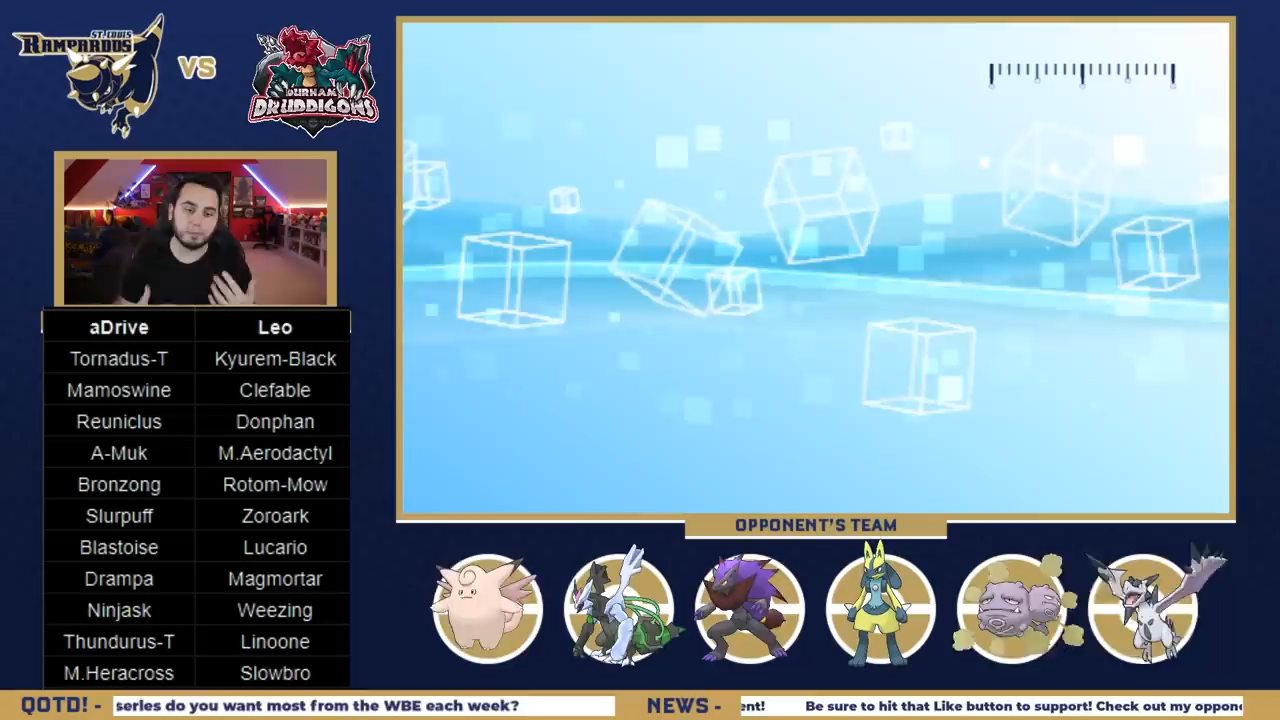 ST. LOUIS
RAMPARDOS
VS
DURHAM
DRUDDIGONS
aDrive Leo
Tornadus-T Kyurem-Black
Mamoswine Clefable
Reuniclus Donphan
A-Muk M.Aerodactyl
Bronzong Rotom-Mow
Slurpuff Zoroark
Blastoise Lucario
Drampa Magmortar
Ninjask Weezing
Thundurus-T Linoone
M.Heracross Slowbro
OPPONENT'S TEAM
QOTD! - series do you want most from the WBE each week? NEWS - ent! Be sure to hit that Like button to support! Check out my oppone